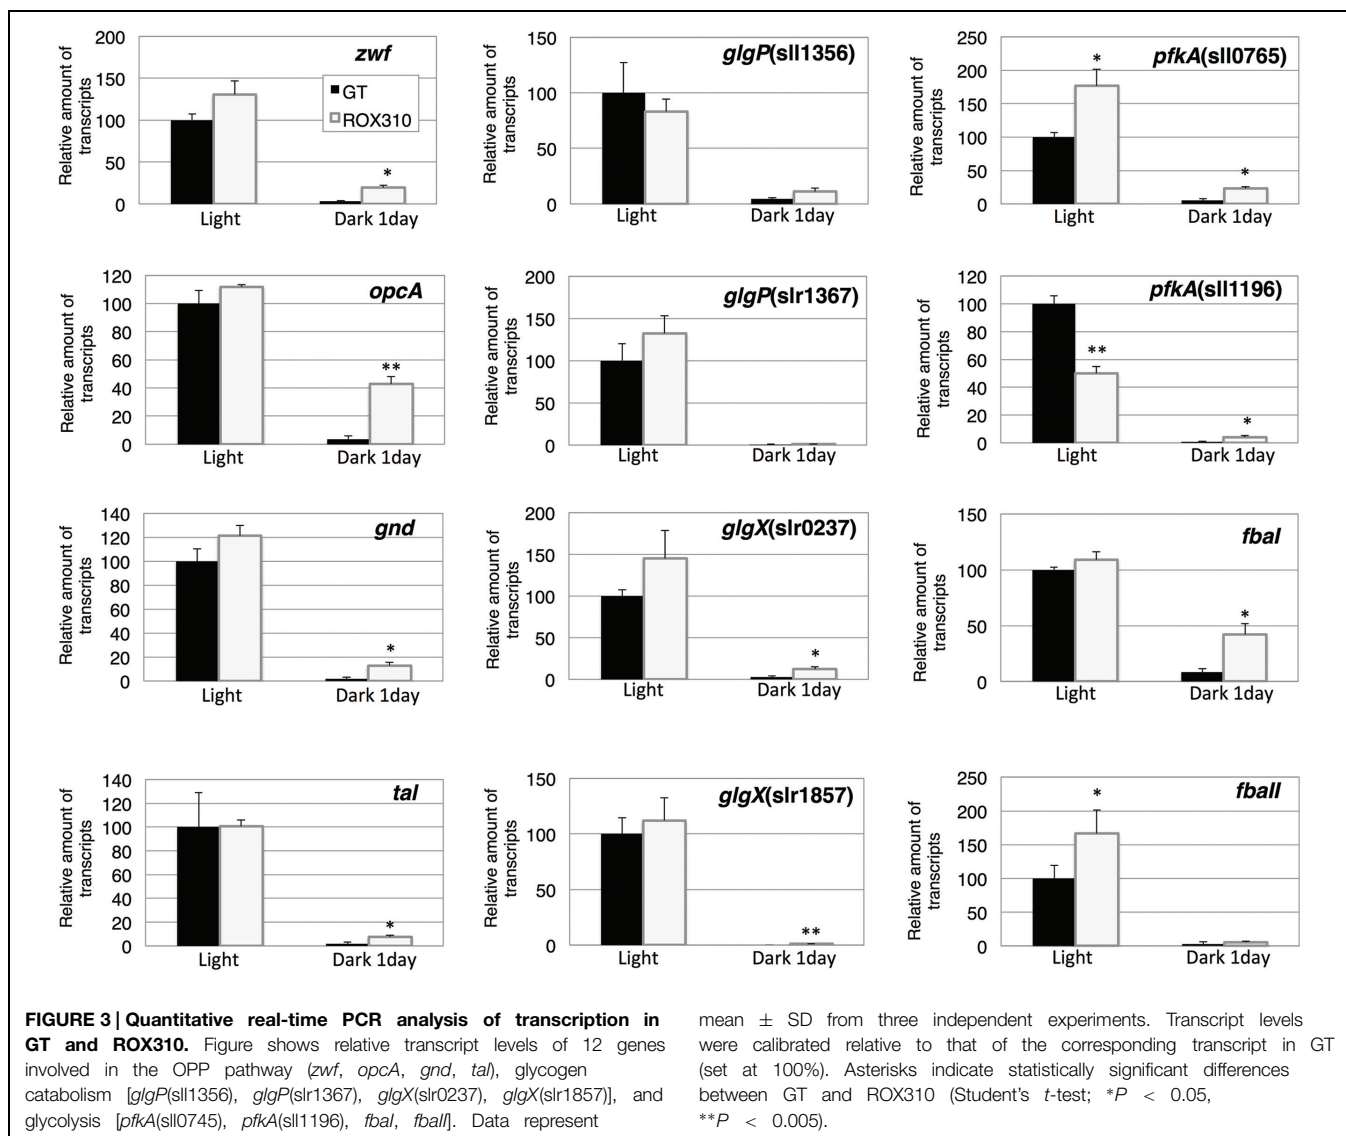 200
150
100
50
0
Relative amount of
transcripts
zwf
GT
ROX310
*
Light Dark 1day
150
100
50
0
Relative amount of
transcripts
glgP(sll1356)
Light Dark 1day
250
200
150
100
50
0
Relative amount of
transcripts
pfkA(sll0765)
*
*
Light Dark 1day
120
100
80
60
40
20
0
Relative amount of
transcripts
opcA
**
Light Dark 1day
200
150
100
50
0
Relative amount of
transcripts
glgP(slr1367)
Light Dark 1day
120
100
80
60
40
20
0
Relative amount of
transcripts
pfkA(sll1196)
**
*
Light Dark 1day
140
120
100
80
60
40
20
0
Relative amount of
transcripts
gnd
*
Light Dark 1day
200
150
100
50
0
Relative amount of
transcripts
glgX(slr0237)
*
Light Dark 1day
150
100
50
0
Relative amount of
transcripts
fbaI
*
Light Dark 1day
140
120
100
80
60
40
20
0
Relative amount of
transcripts
tal
*
Light Dark 1day
150
100
50
0
Relative amount of
transcripts
glgX(slr1857)
**
Light Dark 1day
250
200
150
100
50
0
Relative amount of
transcripts
fbaII
*
Light Dark 1day
FIGURE 3 | Quantitative real-time PCR analysis of transcription in
GT and ROX310. Figure shows relative transcript levels of 12 genes
involved in the OPP pathway (zwf, opcA, gnd, tal), glycogen
catabolism [glgP(sll1356), glgP(slr1367), glgX(slr0237), glgX(slr1857)], and
glycolysis [pfkA(sll0745), pfkA(sll1196), fbaI, fbaII]. Data represent
mean ± SD from three independent experiments. Transcript levels
were calibrated relative to that of the corresponding transcript in GT
(set at 100%). Asterisks indicate statistically significant differences
between GT and ROX310 (Student's t-test; *P < 0.05,
**P < 0.005).